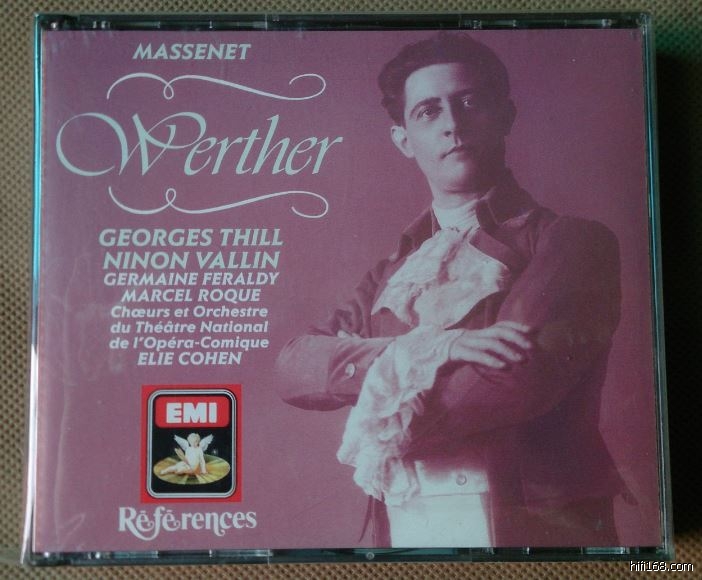 MASSENET
Werther
GEORGES THILL
NINON VALLIN
GERMAINE FERALDY
MARCEL ROQUE
Chœurs et Orchestre
du Théâtre National
de l'Opéra-Comique
ELIE COHEN
EMI
Références
hifi168.com